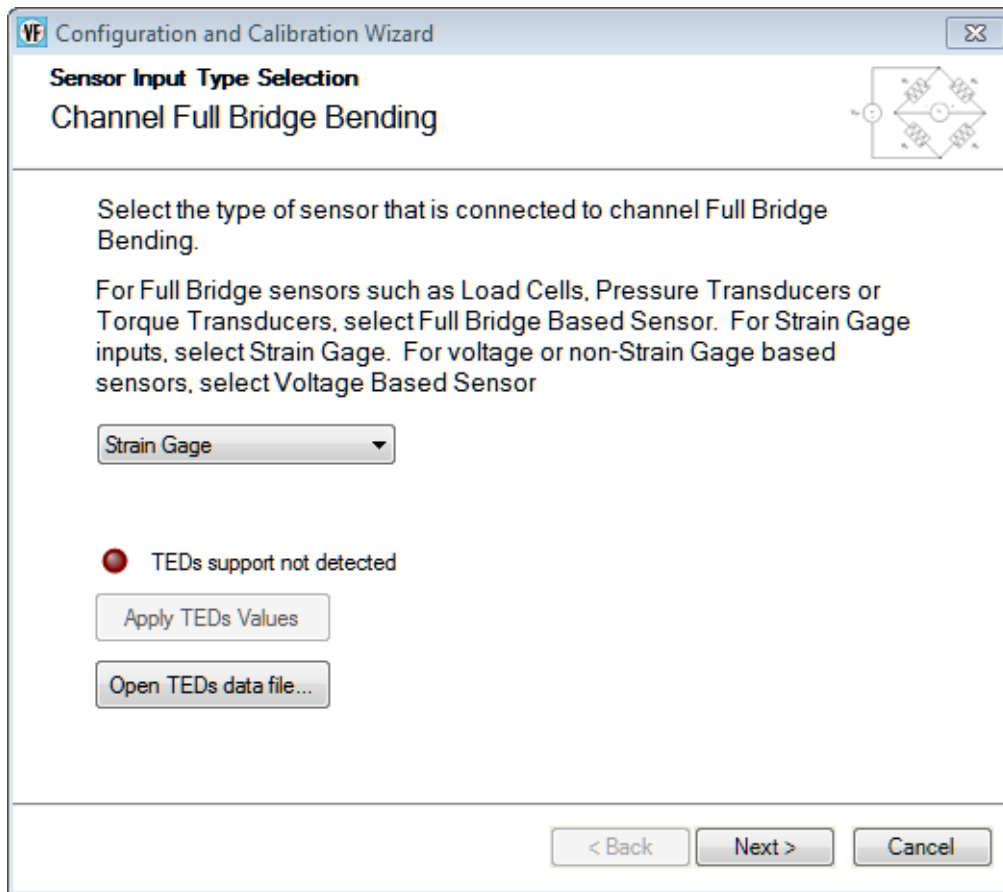 VF Configuration and Calibration Wizard
Sensor Input Type Selection
Channel Full Bridge Bending
Select the type of sensor that is connected to channel Full Bridge
Bending.
For Full Bridge sensors such as Load Cells, Pressure Transducers or
Torque Transducers, select Full Bridge Based Sensor. For Strain Gage
inputs, select Strain Gage. For voltage or non-Strain Gage based
sensors, select Voltage Based Sensor
Strain Gage
TEDs support not detected
Apply TEDs Values
Open TEDs data file...
< Back Next > Cancel